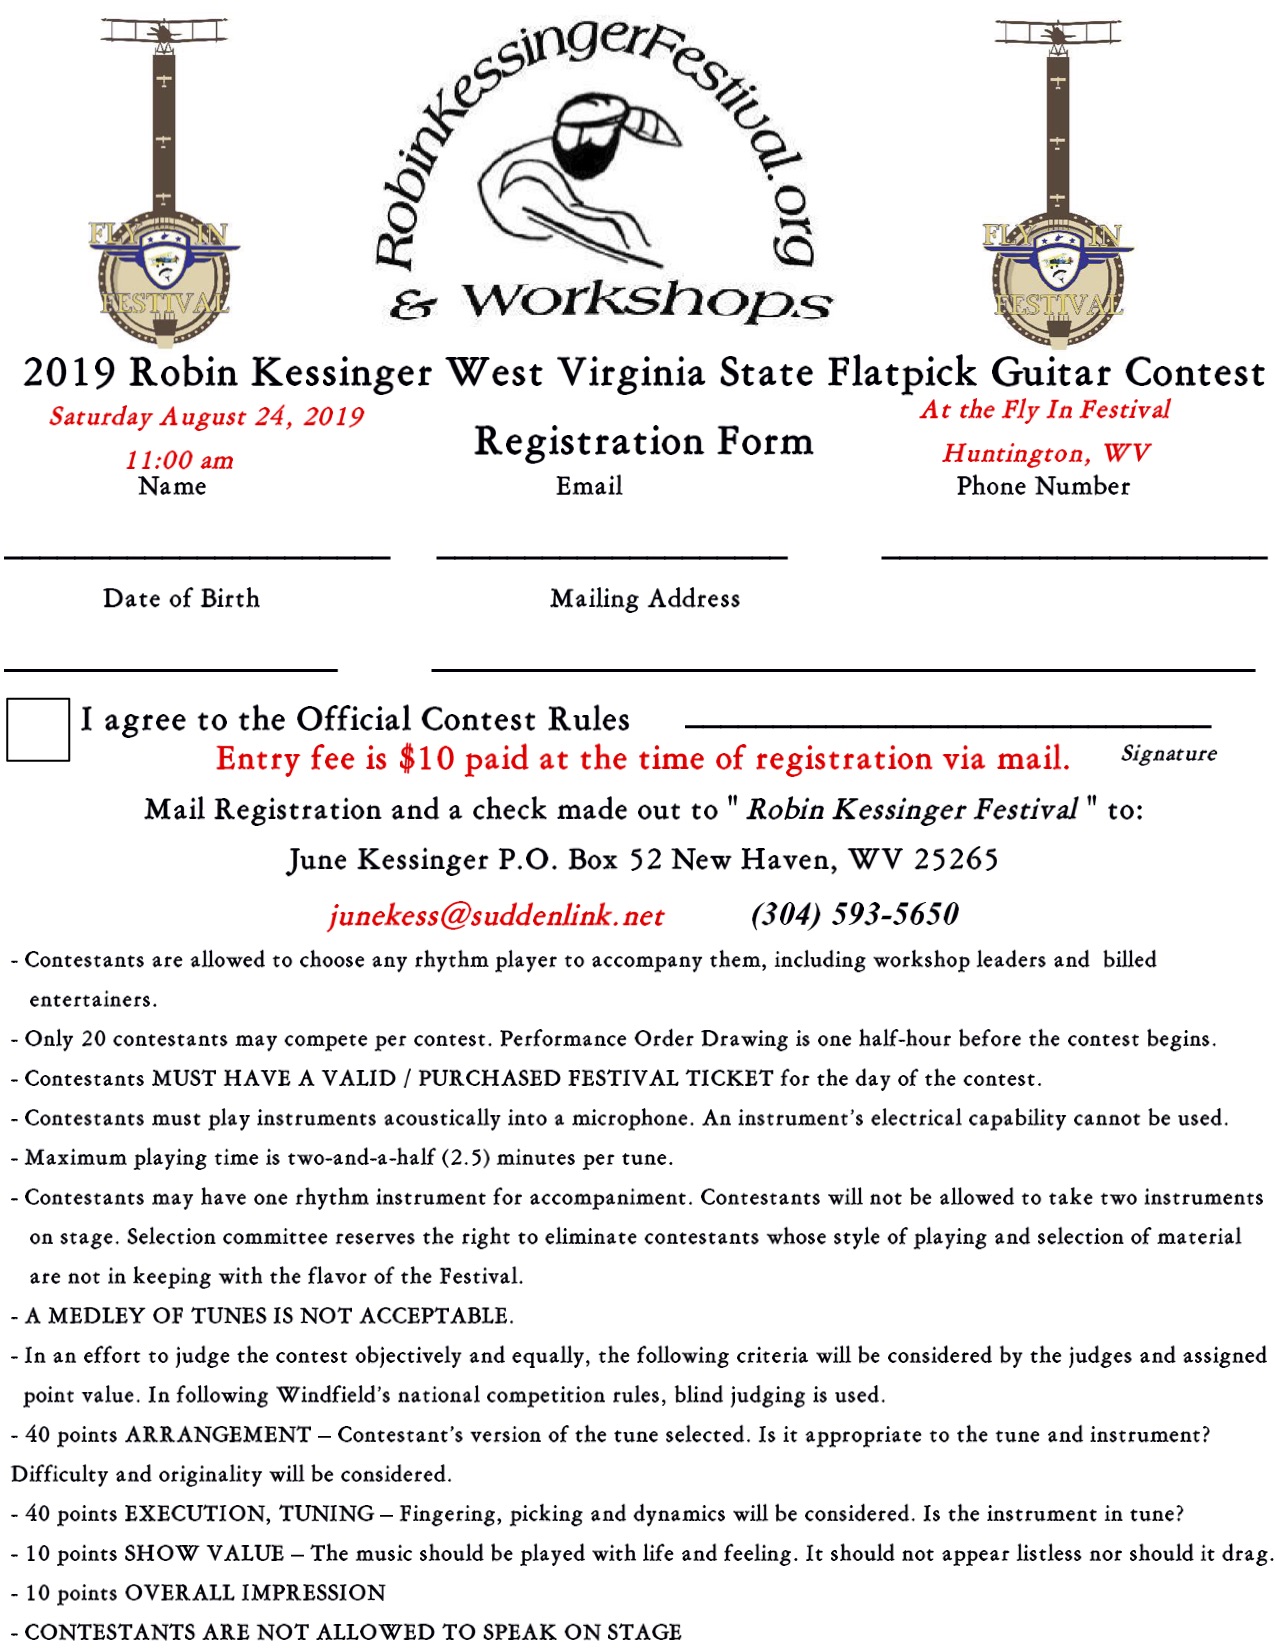 RobinKessingerFestival.org
& Workshops
FLY IN
FESTIVAL
FLY IN
FESTIVAL
2019 Robin Kessinger West Virginia State Flatpick Guitar Contest
Saturday August 24, 2019
11:00 am
Registration Form
At the Fly In Festival
Huntington, WV
Name Email Phone Number
Date of Birth Mailing Address
I agree to the Official Contest Rules
Signature
Entry fee is $10 paid at the time of registration via mail.
Mail Registration and a check made out to " Robin Kessinger Festival " to:
June Kessinger P.O. Box 52 New Haven, WV 25265
junekess@suddenlink.net (304) 593-5650
- Contestants are allowed to choose any rhythm player to accompany them, including workshop leaders and billed
entertainers.
- Only 20 contestants may compete per contest. Performance Order Drawing is one half-hour before the contest begins.
- Contestants MUST HAVE A VALID / PURCHASED FESTIVAL TICKET for the day of the contest.
- Contestants must play instruments acoustically into a microphone. An instrument's electrical capability cannot be used.
- Maximum playing time is two-and-a-half (2.5) minutes per tune.
- Contestants may have one rhythm instrument for accompaniment. Contestants will not be allowed to take two instruments
on stage. Selection committee reserves the right to eliminate contestants whose style of playing and selection of material
are not in keeping with the flavor of the Festival.
- A MEDLEY OF TUNES IS NOT ACCEPTABLE.
- In an effort to judge the contest objectively and equally, the following criteria will be considered by the judges and assigned
point value. In following Windfield's national competition rules, blind judging is used.
- 40 points ARRANGEMENT – Contestant's version of the tune selected. Is it appropriate to the tune and instrument?
Difficulty and originality will be considered.
- 40 points EXECUTION, TUNING – Fingering, picking and dynamics will be considered. Is the instrument in tune?
- 10 points SHOW VALUE – The music should be played with life and feeling. It should not appear listless nor should it drag.
- 10 points OVERALL IMPRESSION
- CONTESTANTS ARE NOT ALLOWED TO SPEAK ON STAGE